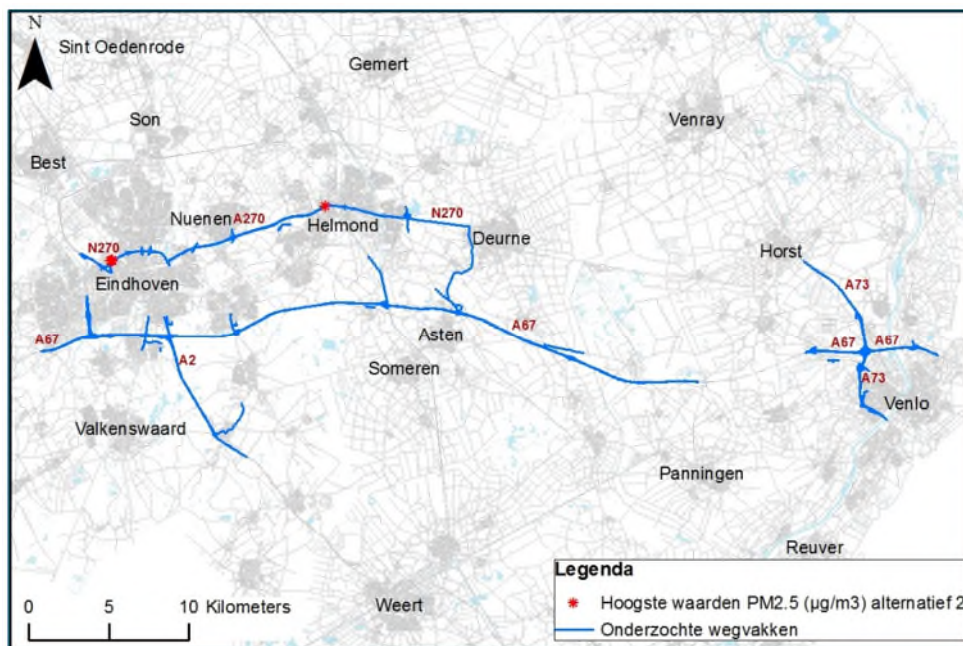 N
Sint Oedenrode
Gemert
Son
Venray
Best
Nuenen
A270
Helmond
N270
N270
Deurne
Horst
Eindhoven
A73
A67
Asten
A67
A67
A67
A2
Someren
A73
Venlo
Valkenswaard
Panningen
Reuver
Legenda
Hoogste waarden PM2.5 (µg/m3) alternatief 2
Onderzochte wegvakken
0 5 10 Kilometers
Weert